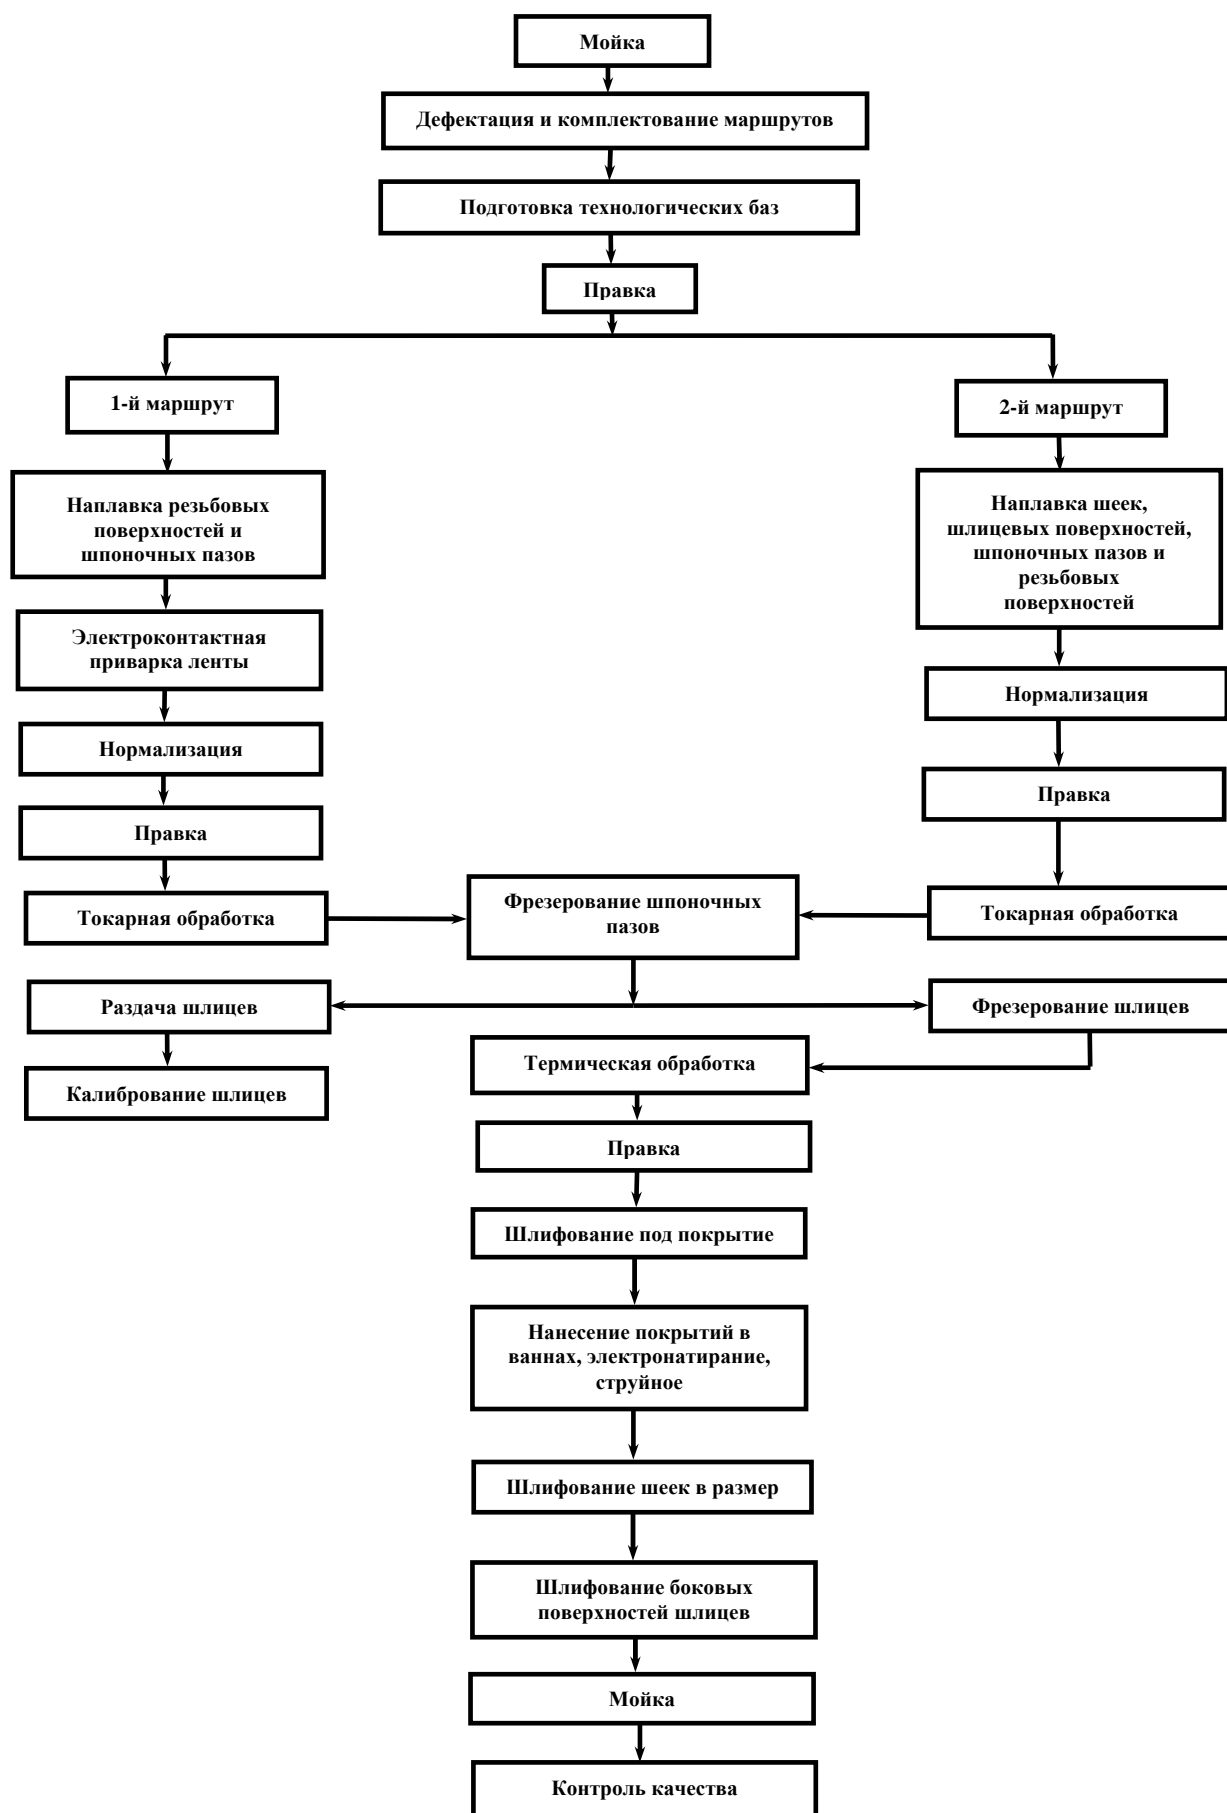 Мойка
Дефектация и комплектование маршрутов
Подготовка технологических баз
Правка
1-й маршрут
2-й маршрут
Наплавка резьбовых
поверхностей и
шпоночных пазов
Наплавка шеек,
шлицевых поверхностей,
шпоночных пазов и
резьбовых
поверхностей
Электроконтактная
приварка ленты
Нормализация
Нормализация
Правка
Правка
Токарная обработка
Фрезерование шпоночных
пазов
Токарная обработка
Раздача шлицев
Фрезерование шлицев
Калибрование шлицев
Термическая обработка
Правка
Шлифование под покрытие
Нанесение покрытий в
ваннах, электронатирание,
струйное
Шлифование шеек в размер
Шлифование боковых
поверхностей шлицев
Мойка
Контроль качества